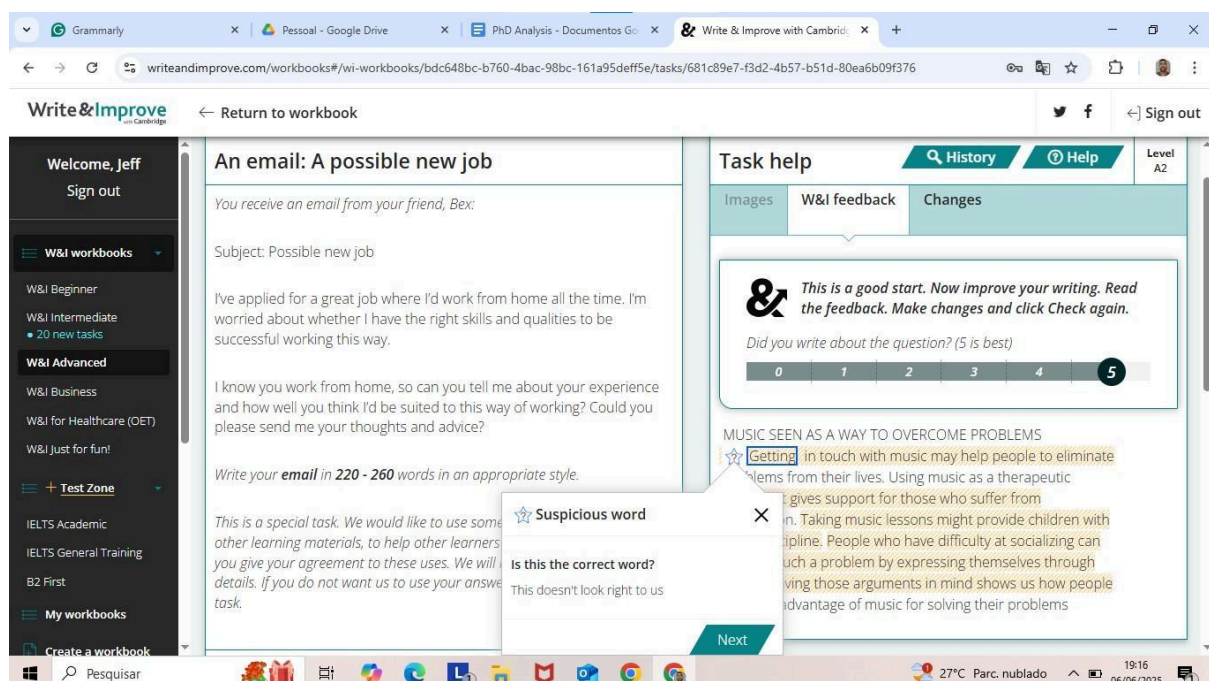 Grammarly
Pessoal - Google Drive
PhD Analysis - Documentos Go
Write & Improve with Cambridg
writeandimprove.com/workbooks#/wi-workbooks/bdc648bc-b760-4bac-98bc-161a95deff5e/tasks/681c89e7-f3d2-4b57-b51d-80ea6b09f376
Write&Improve
with Cambridge
← Return to workbook
Sign out
Welcome, Jeff
Sign out
W&I workbooks
W&I Beginner
W&I Intermediate
• 20 new tasks
W&I Advanced
W&I Business
W&I for Healthcare (OET)
W&I Just for fun!
+ Test Zone
IELTS Academic
IELTS General Training
B2 First
My workbooks
Create a workbook
An email: A possible new job
You receive an email from your friend, Bex:
Subject: Possible new job
I've applied for a great job where I'd work from home all the time. I'm
worried about whether I have the right skills and qualities to be
successful working this way.
I know you work from home, so can you tell me about your experience
and how well you think I'd be suited to this way of working? Could you
please send me your thoughts and advice?
Write your email in 220 - 260 words in an appropriate style.
This is a special task. We would like to use some
other learning materials, to help other learners
you give your agreement to these uses. We will
details. If you do not want us to use your answe
task.
Task help
History
Help
Level
A2
Images
W&I feedback
Changes
This is a good start. Now improve your writing. Read
the feedback. Make changes and click Check again.
Did you write about the question? (5 is best)
0 1 2 3 4 5
MUSIC SEEN AS A WAY TO OVERCOME PROBLEMS
Getting in touch with music may help people to eliminate
lems from their lives. Using music as a therapeutic
gives support for those who suffer from
n. Taking music lessons might provide children with
ipline. People who have difficulty at socializing can
uch a problem by expressing themselves through
ving those arguments in mind shows us how people
dvantage of music for solving their problems
Suspicious word
Is this the correct word?
This doesn't look right to us
Next
Pesquisar
27°C Parc. nublado
19:16
06/06/2025